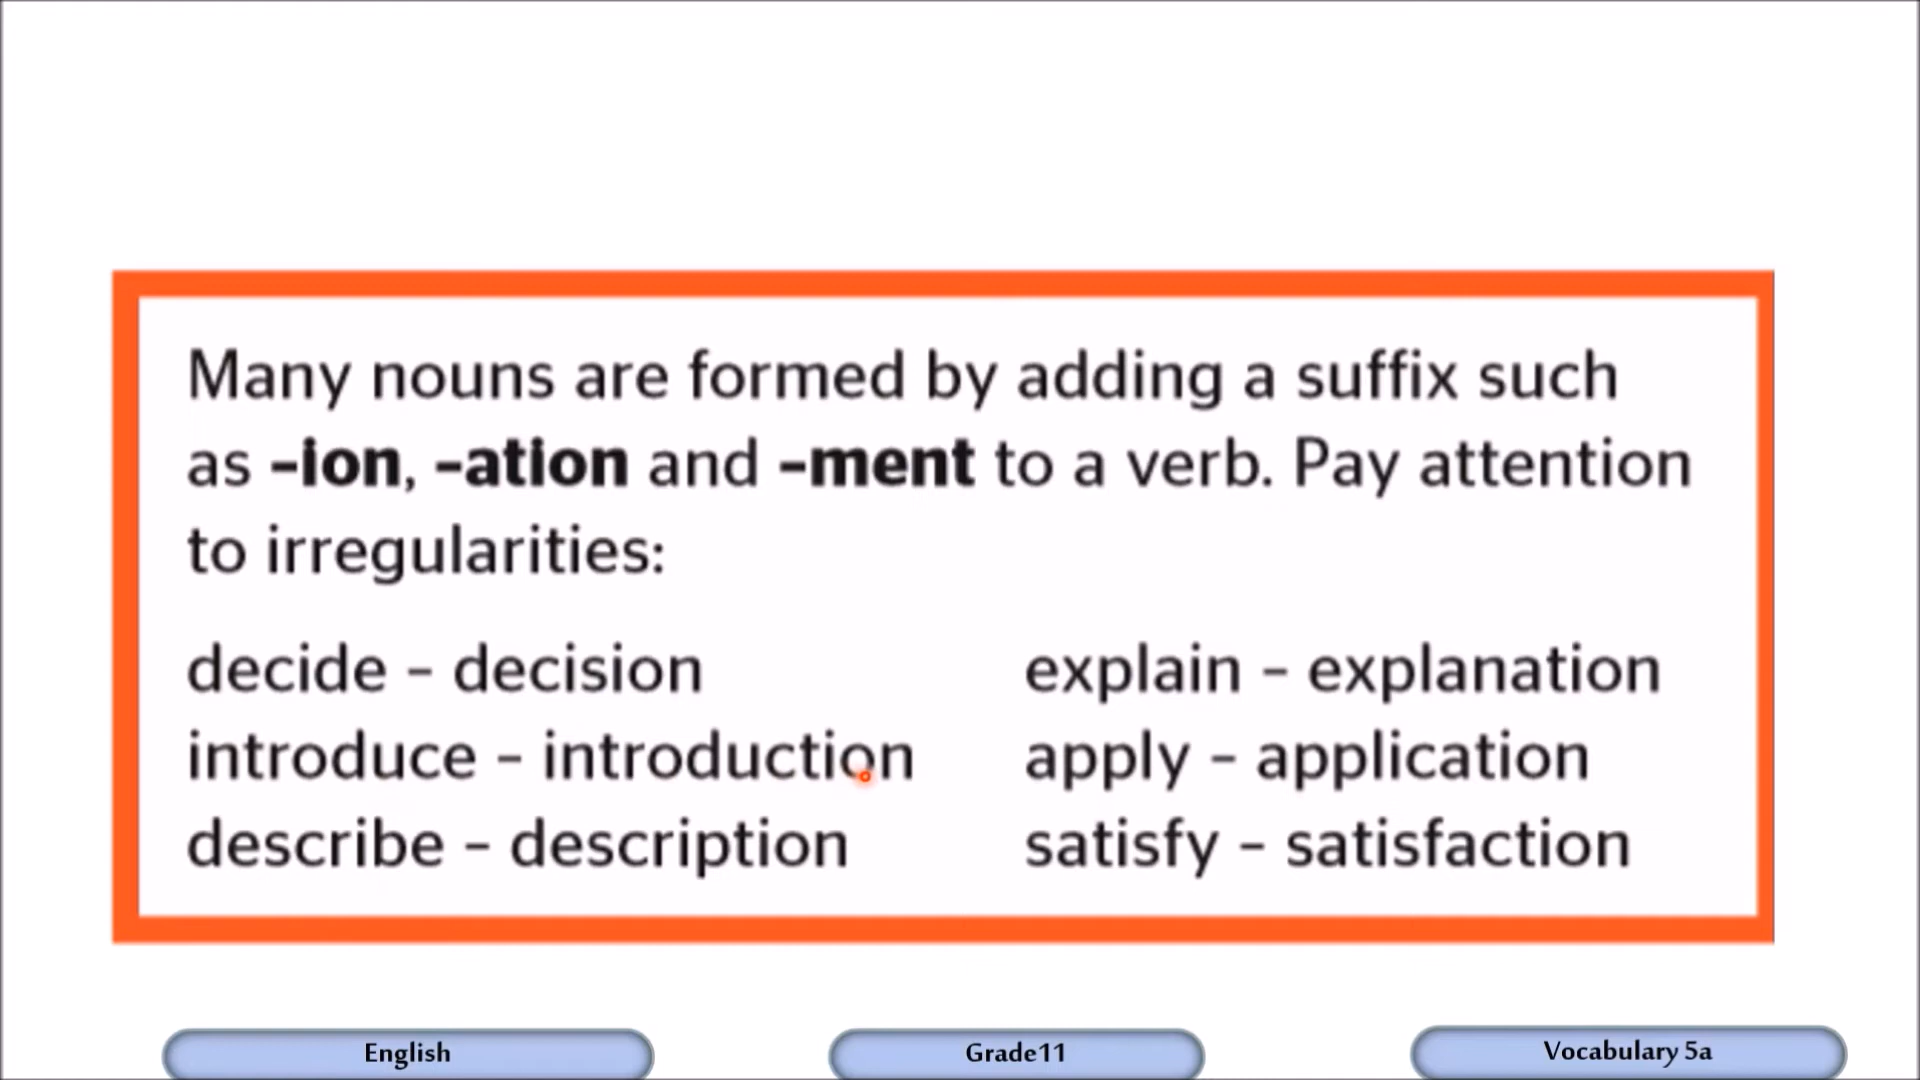 Many nouns are formed by adding a suffix such
as –ion, –ation and –ment to a verb. Pay attention
to irregularities:
decide – decision
explain – explanation
introduce – introduction
apply – application
describe – description
satisfy – satisfaction
English
Grade11
Vocabulary 5a